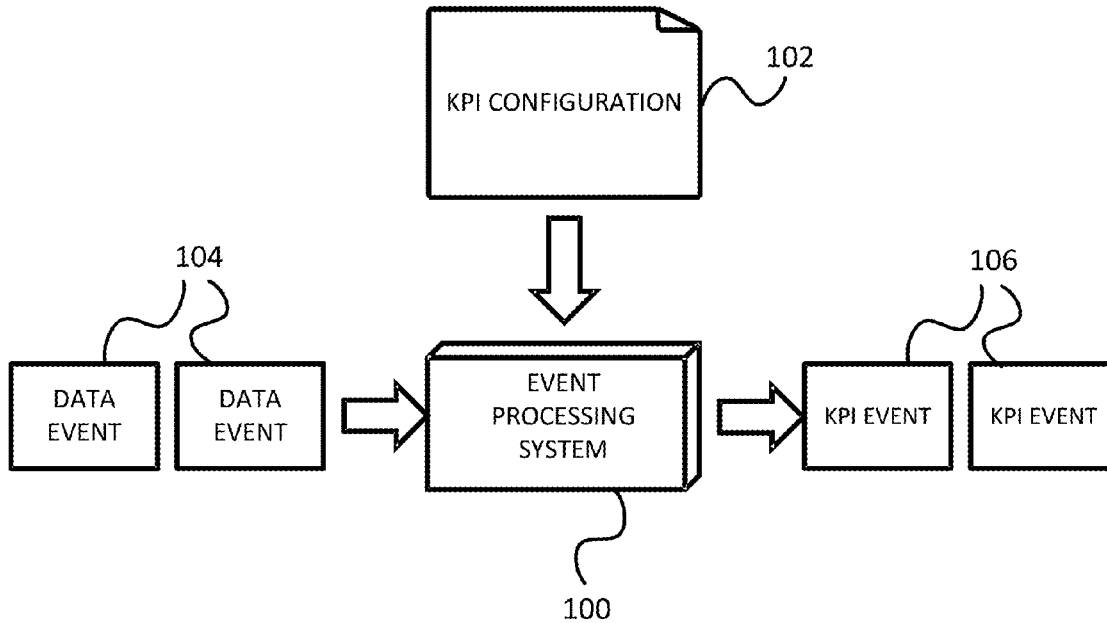 102
KPI CONFIGURATION
104
106
DATA
EVENT
DATA
EVENT
EVENT
PROCESSING
SYSTEM
KPI EVENT
KPI EVENT
100